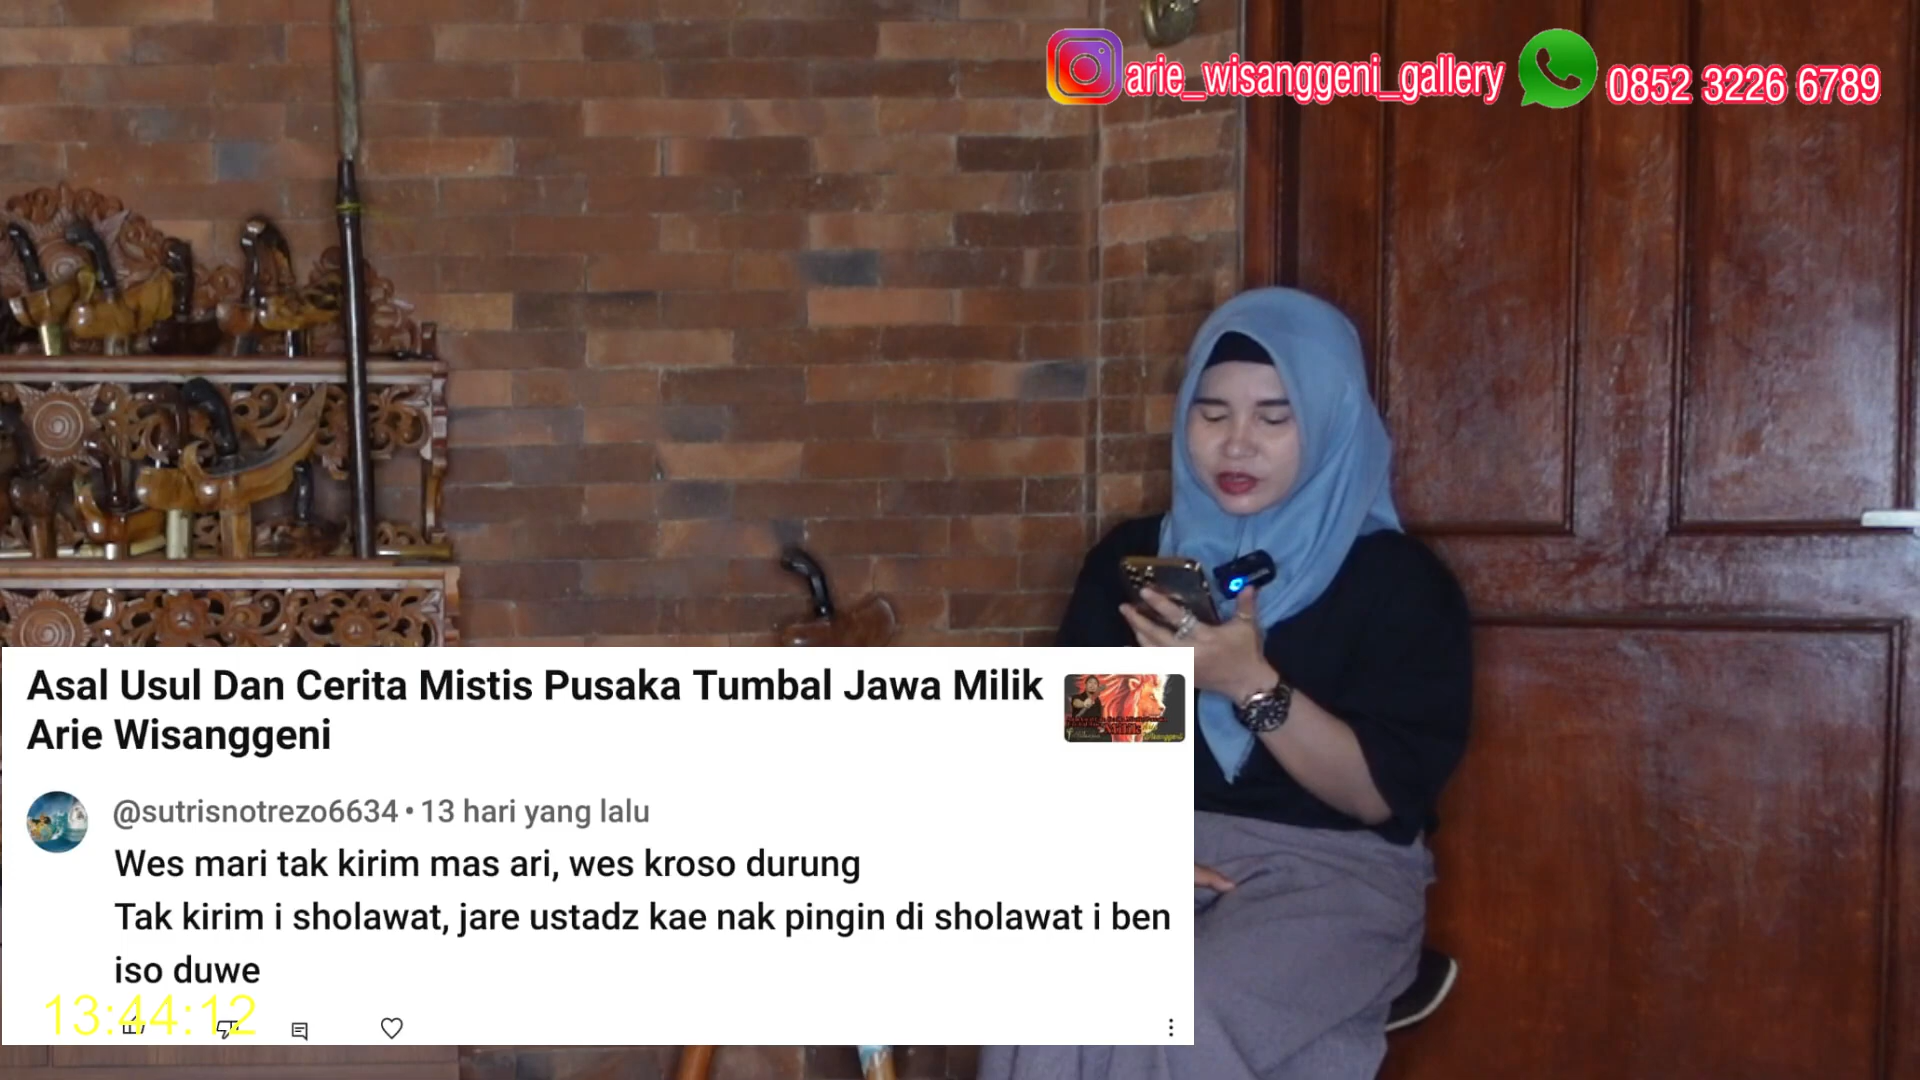 arie_wisanggeni_gallery
0852 3226 6789
Asal Usul Dan Cerita Mistis Pusaka Tumbal Jawa Milik
Arie Wisanggeni
@sutrisnotrezo6634 • 13 hari yang lalu
Wes mari tak kirim mas ari, wes kroso durung
Tak kirim i sholawat, jare ustadz kae nak pingin di sholawat i ben
iso duwe
13:44:12